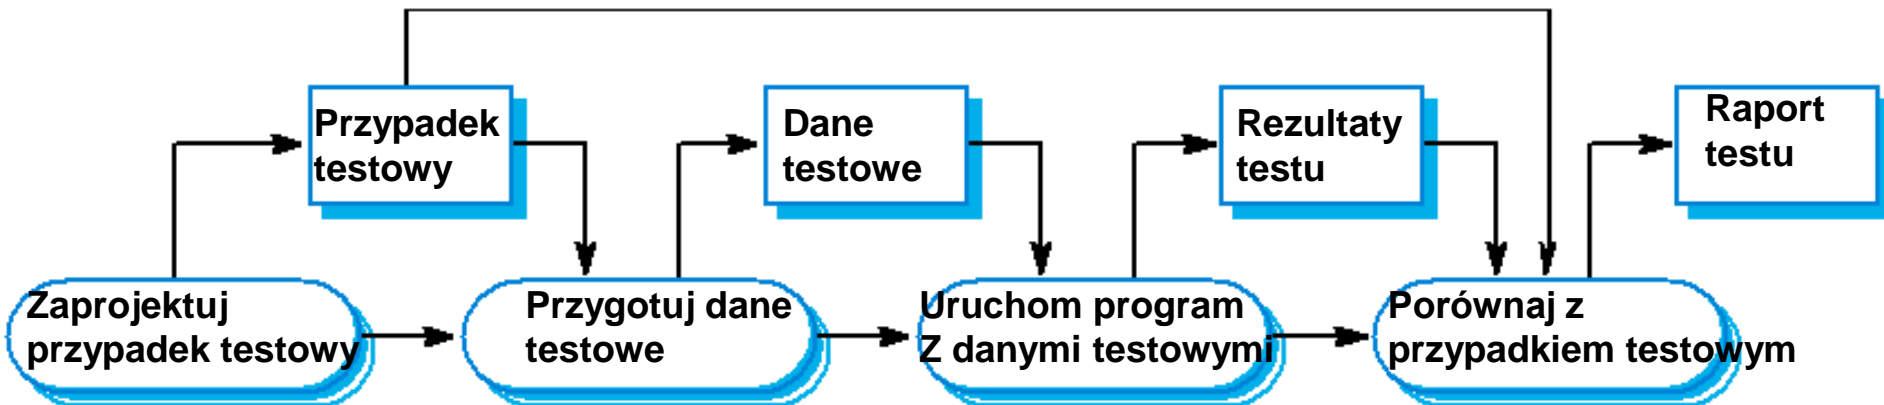 Przypadek
testowy
Dane
testowe
Rezultaty
testu
Raport
testu
Zaprojektuj
przypadek testowy
Przygotuj dane
testowe
Uruchom program
Z danymi testowymi
Porównaj z
przypadkiem testowym